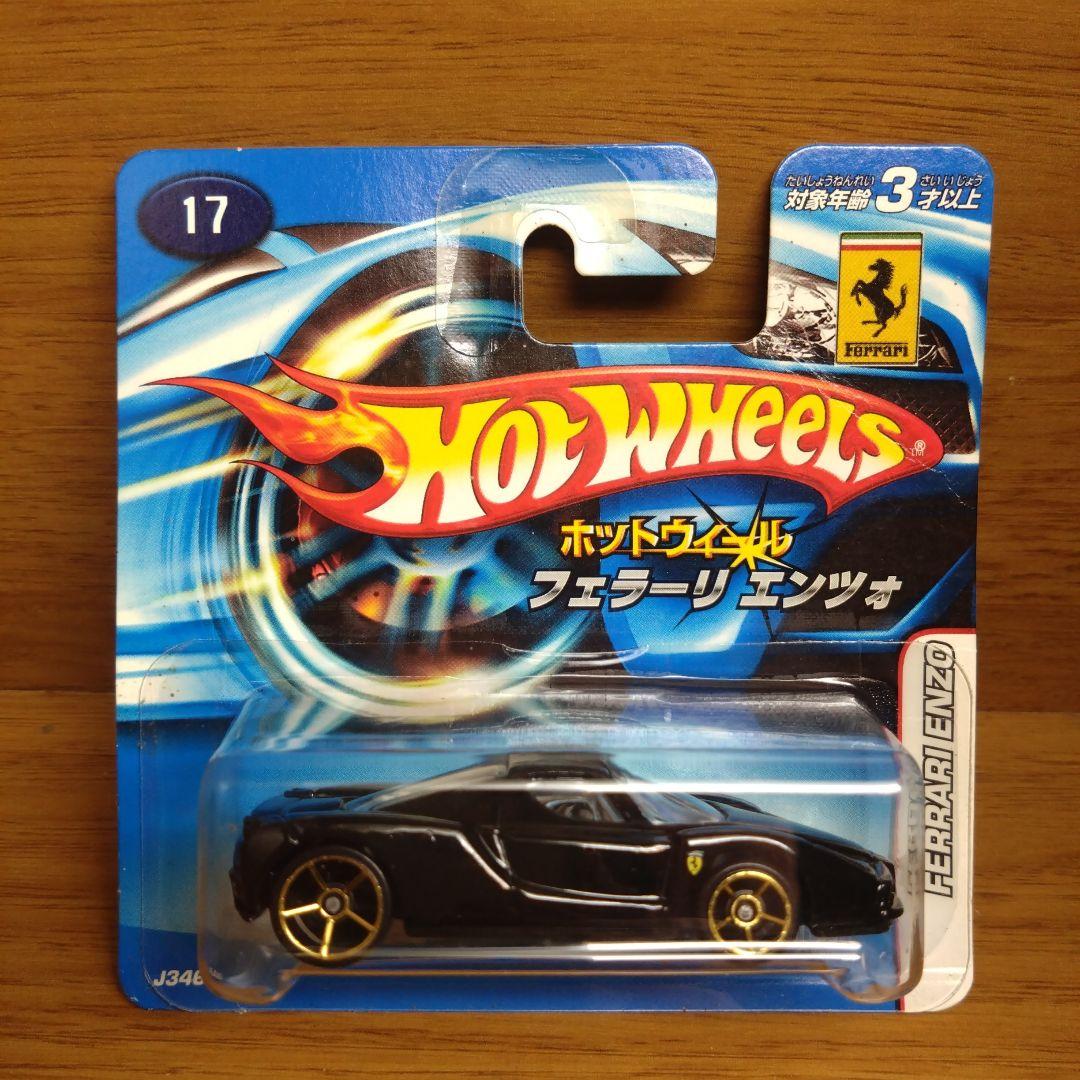 17
たいしょうねんれい さい いじょう
対象年齢 3 才以上
Ferrari
HOT WHEELS ®
TM
ホットウィール
フェラーリ エンツォ
FERRARI ENZO
J346